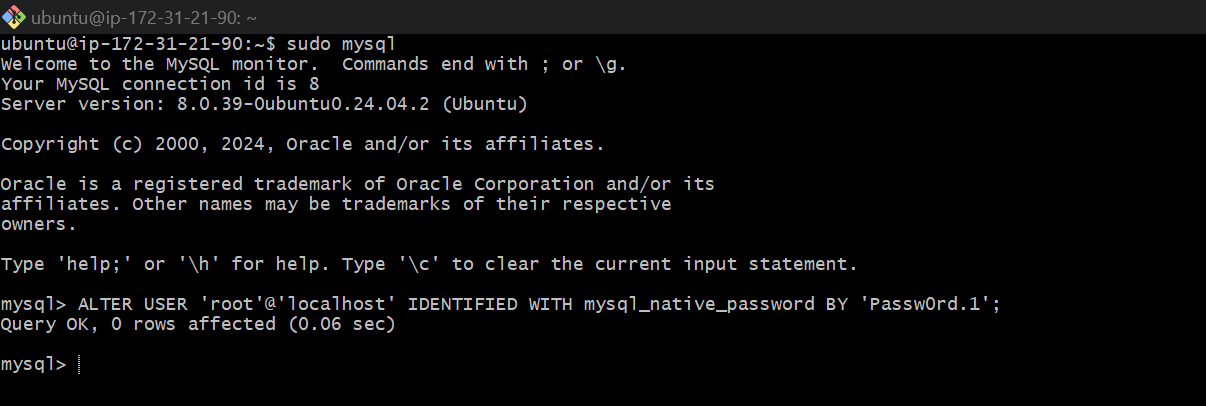 ubuntu@ip-172-31-21-90: ~
ubuntu@ip-172-31-21-90:~$ sudo mysql
Welcome to the MySQL monitor.  Commands end with ; or \g.
Your MySQL connection id is 8
Server version: 8.0.39-0ubuntu0.24.04.2 (Ubuntu)
Copyright (c) 2000, 2024, Oracle and/or its affiliates.
Oracle is a registered trademark of Oracle Corporation and/or its
affiliates. Other names may be trademarks of their respective
owners.
Type 'help;' or '\h' for help. Type '\c' to clear the current input statement.
mysql> ALTER USER 'root'@'localhost' IDENTIFIED WITH mysql_native_password BY 'Passw0rd.1';
Query OK, 0 rows affected (0.06 sec)
mysql>